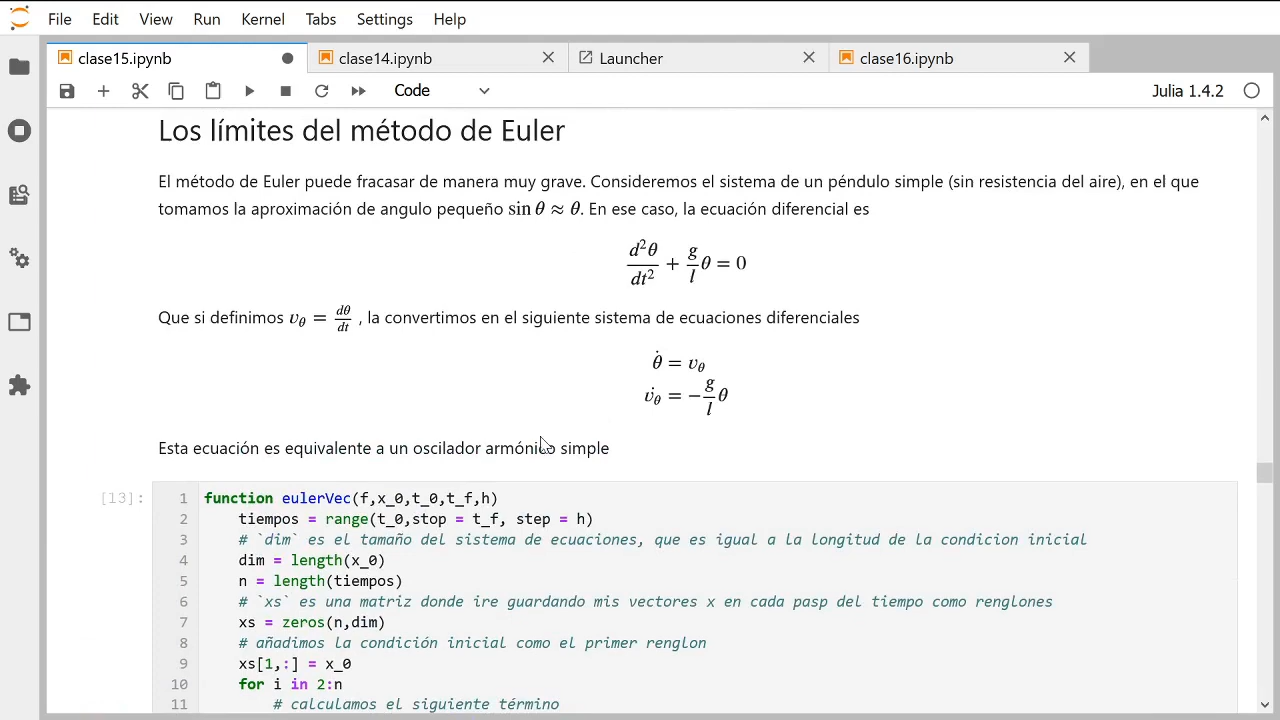 File Edit View Run Kernel Tabs Settings Help
clase15.ipynb clase14.ipynb Launcher clase16.ipynb
Code Julia 1.4.2
Los límites del método de Euler
El método de Euler puede fracasar de manera muy grave. Consideremos el sistema de un péndulo simple (sin resistencia del aire), en el que
tomamos la aproximación de angulo pequeño sin θ ≈ θ. En ese caso, la ecuación diferencial es
d²θ/dt² + g/l θ = 0
Que si definimos v_θ = dθ/dt , la convertimos en el siguiente sistema de ecuaciones diferenciales
θ̇ = v_θ
v̇_θ = −g/l θ
Esta ecuación es equivalente a un oscilador armónico simple
[13]:
1 function eulerVec(f,x_0,t_0,t_f,h)
2 tiempos = range(t_0,stop = t_f, step = h)
3 # `dim` es el tamaño del sistema de ecuaciones, que es igual a la longitud de la condicion inicial
4 dim = length(x_0)
5 n = length(tiempos)
6 # `xs` es una matriz donde ire guardando mis vectores x en cada pasp del tiempo como renglones
7 xs = zeros(n,dim)
8 # añadimos la condición inicial como el primer renglon
9 xs[1,:] = x_0
10 for i in 2:n
11 # calculamos el siguiente término